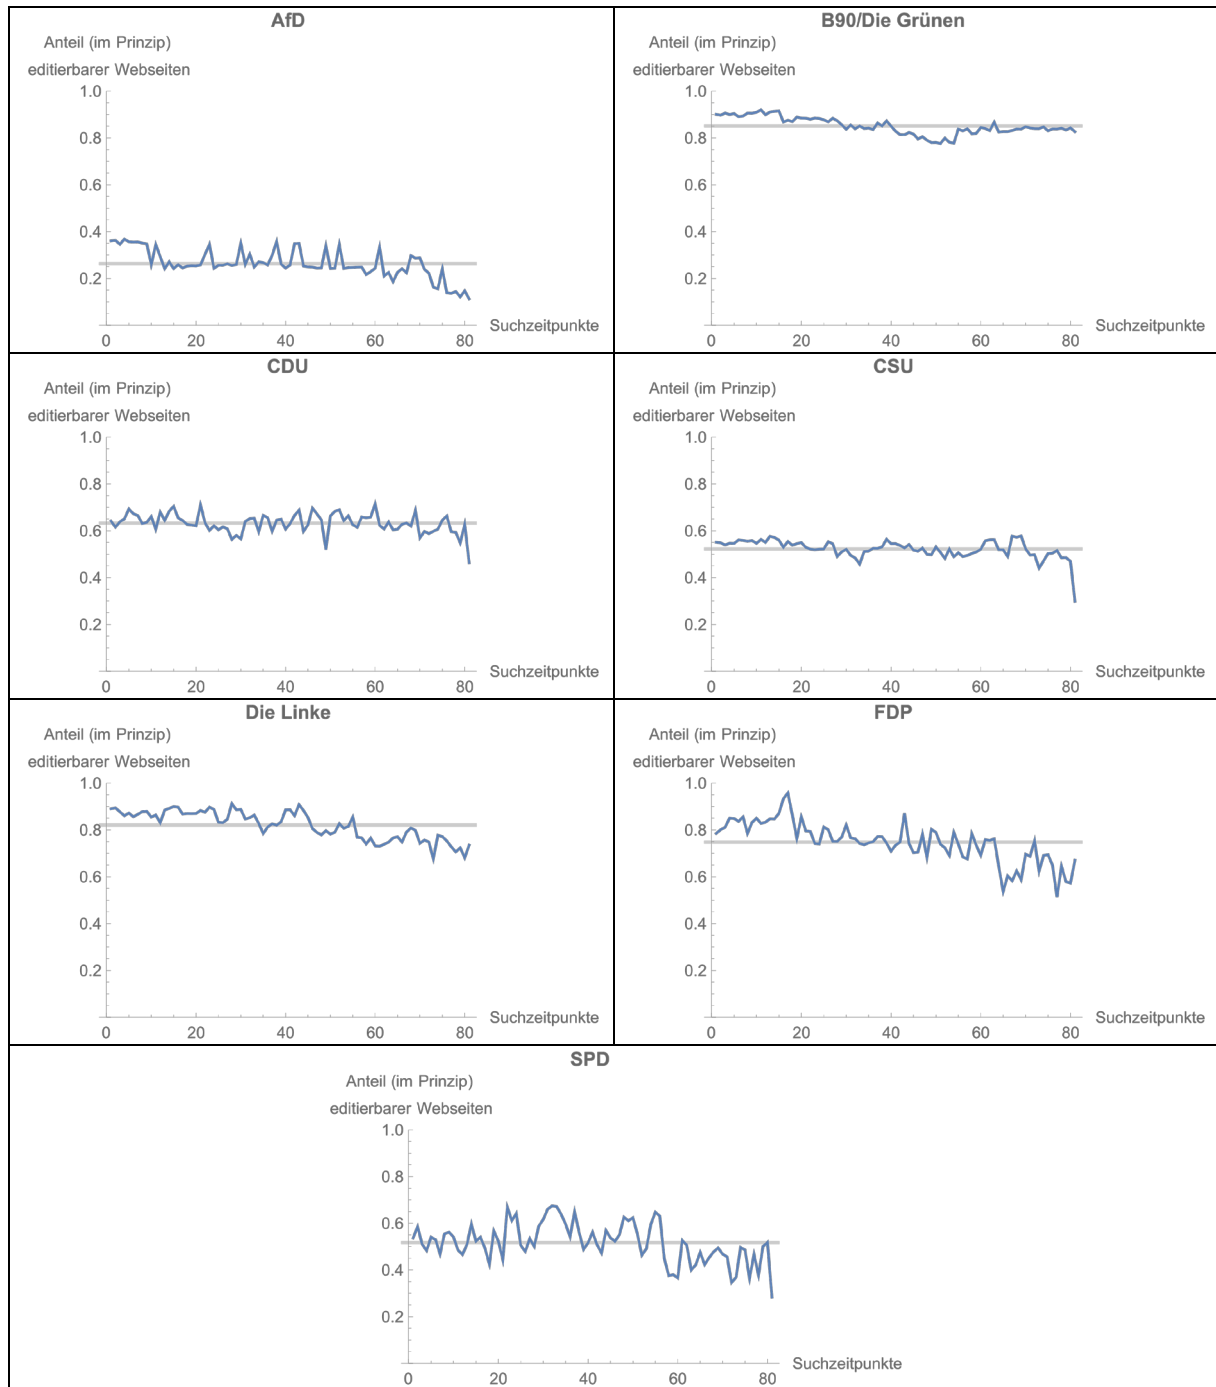 AfD
Anteil (im Prinzip)
editierbarer Webseiten
1.0
0.8
0.6
0.4
0.2
0 20 40 60 80
Suchzeitpunkte
B90/Die Grünen
Anteil (im Prinzip)
editierbarer Webseiten
1.0
0.8
0.6
0.4
0.2
0 20 40 60 80
Suchzeitpunkte
CDU
Anteil (im Prinzip)
editierbarer Webseiten
1.0
0.8
0.6
0.4
0.2
0 20 40 60 80
Suchzeitpunkte
CSU
Anteil (im Prinzip)
editierbarer Webseiten
1.0
0.8
0.6
0.4
0.2
0 20 40 60 80
Suchzeitpunkte
Die Linke
Anteil (im Prinzip)
editierbarer Webseiten
1.0
0.8
0.6
0.4
0.2
0 20 40 60 80
Suchzeitpunkte
FDP
Anteil (im Prinzip)
editierbarer Webseiten
1.0
0.8
0.6
0.4
0.2
0 20 40 60 80
Suchzeitpunkte
SPD
Anteil (im Prinzip)
editierbarer Webseiten
1.0
0.8
0.6
0.4
0.2
0 20 40 60 80
Suchzeitpunkte